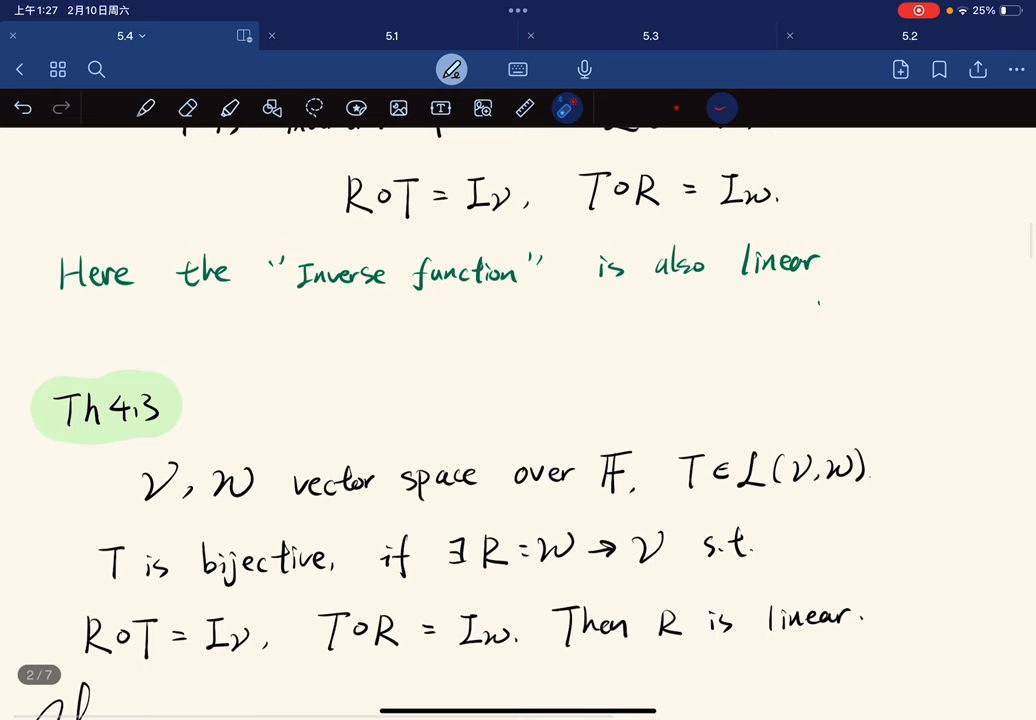 上午1:27 2月10日周六
25%
5.4
5.1
5.3
5.2
R∘T = I𝒱, T∘R = I𝒲.
Here the "Inverse function" is also linear
Th 4.3
𝒱, 𝒲 vector space over 𝔽, T ∈ ℒ(𝒱,𝒲).
T is bijective, if ∃ R: 𝒲 → 𝒱 s.t.
R∘T = I𝒱, T∘R = I𝒲. Then R is linear.
2/7